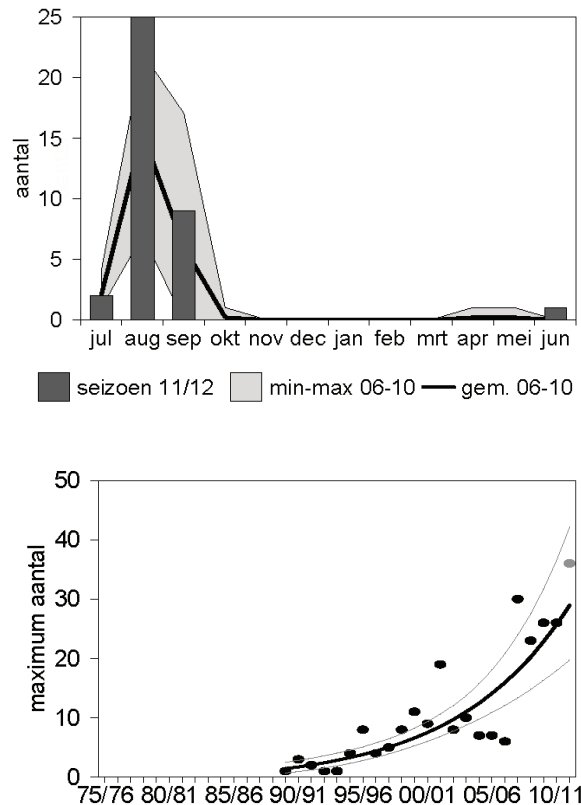 25
20
15
10
5
0
aantal
jul aug sep okt nov dec jan feb mrt apr mei jun
seizoen 11/12 min-max 06-10 gem. 06-10
50
40
30
20
10
0
maximum aantal
75/76 80/81 85/86 90/91 95/96 00/01 05/06 10/11